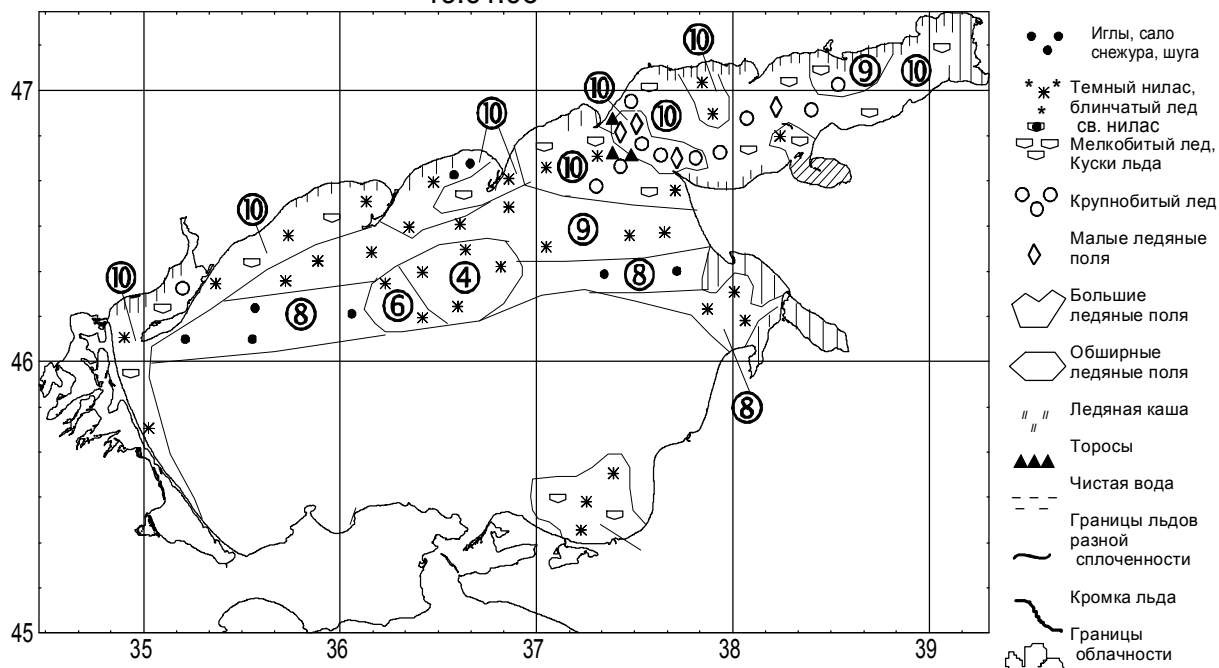 ⑩
⑨
⑩
47
⑩
⑩
⑩
⑩
⑩
⑨
⑩
④
⑧
⑥
⑧
46
⑧
45
35
36
37
38
39
Иглы, сало
снежура, шуга
Темный нилас,
блинчатый лед
св. нилас
Мелкобитый лед,
Куски льда
Крупнобитый лед
Малые ледяные
поля
Большие
ледяные поля
Обширные
ледяные поля
Ледяная каша
Торосы
Чистая вода
Границы льдов
разной
сплоченности
Кромка льда
Границы
облачности